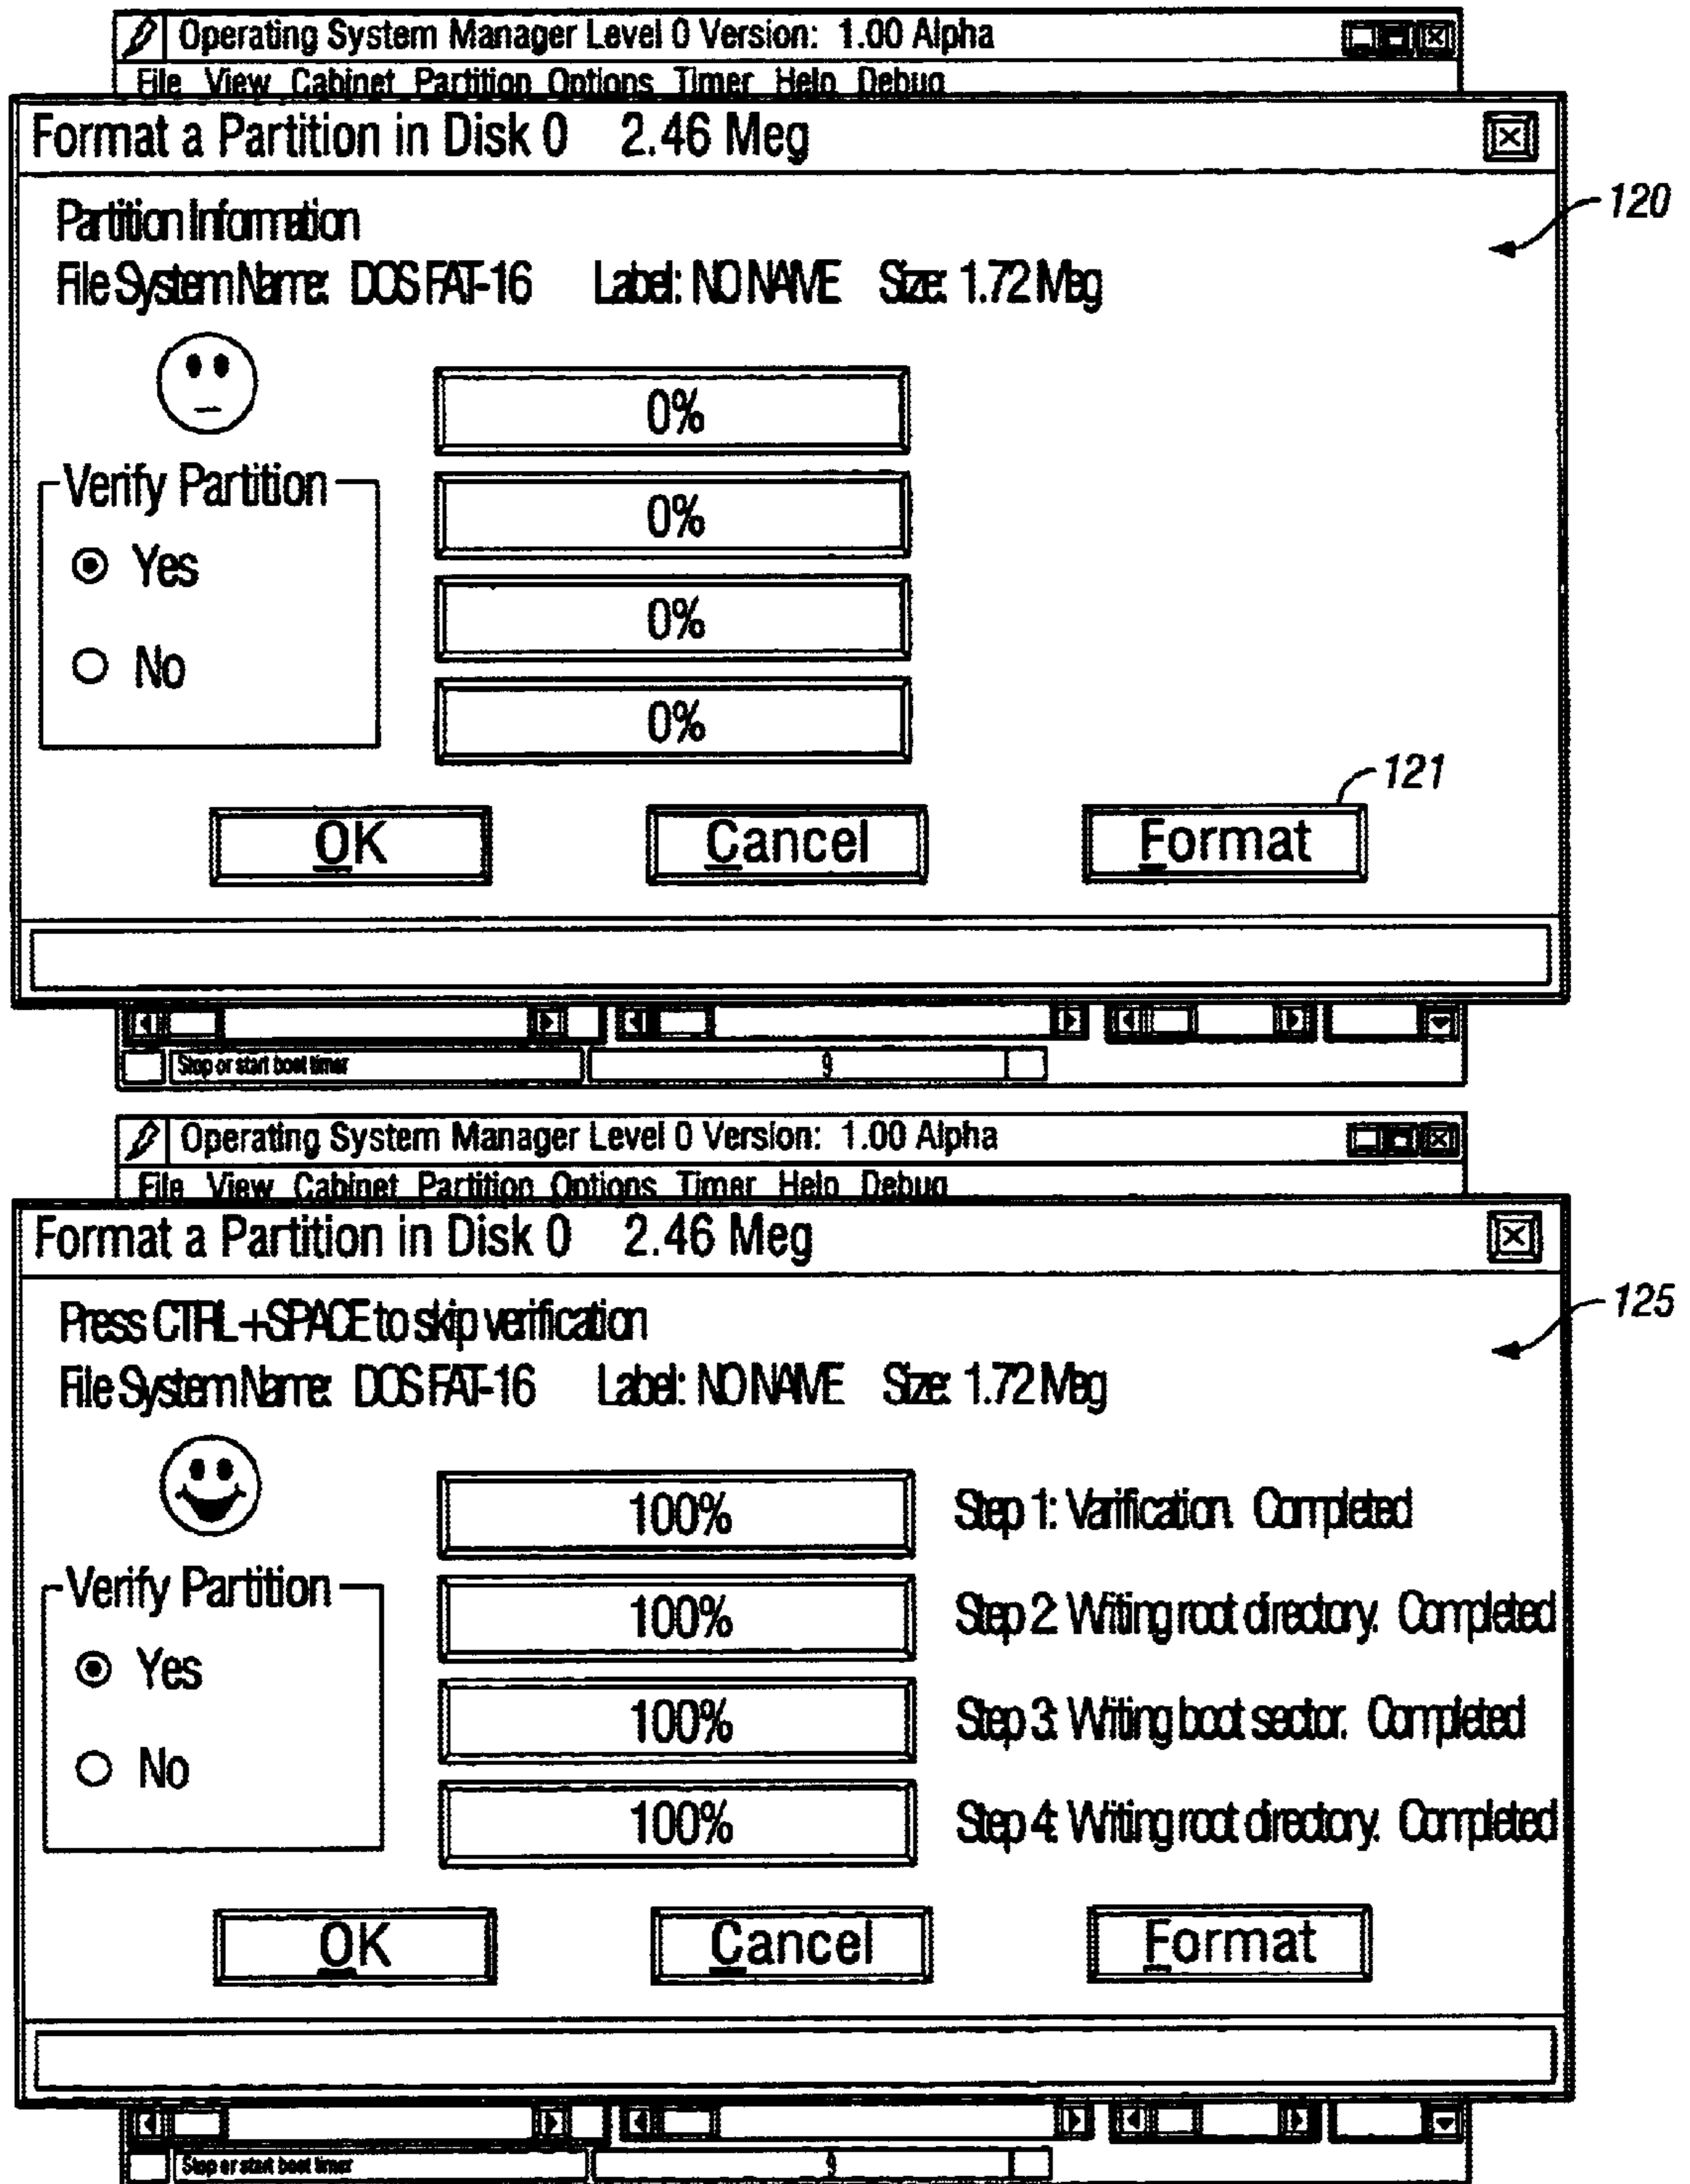 Operating System Manager Level 0 Version: 1.00 Alpha
File View Cabinet Partition Options Timer Help Debug
Format a Partition in Disk 0 2.46 Meg
120
Partition Information
File System Name: DOS FAT-16 Label: NO NAME Size: 1.72 Meg
0%
Verify Partition
0%
Yes
0%
No
0%
121
OK Cancel Format
Stop or start boot timer 9
Operating System Manager Level 0 Version: 1.00 Alpha
File View Cabinet Partition Options Timer Help Debug
Format a Partition in Disk 0 2.46 Meg
125
Press CTRL+SPACE to skip verification
File System Name: DOS FAT-16 Label: NO NAME Size: 1.72 Meg
100% Step 1: Varification. Completed
Verify Partition
100% Step 2: Writing root directory. Completed
Yes
100% Step 3: Writing boot sector. Completed
No
100% Step 4: Writing root directory. Completed
OK Cancel Format
Stop or start boot timer 9